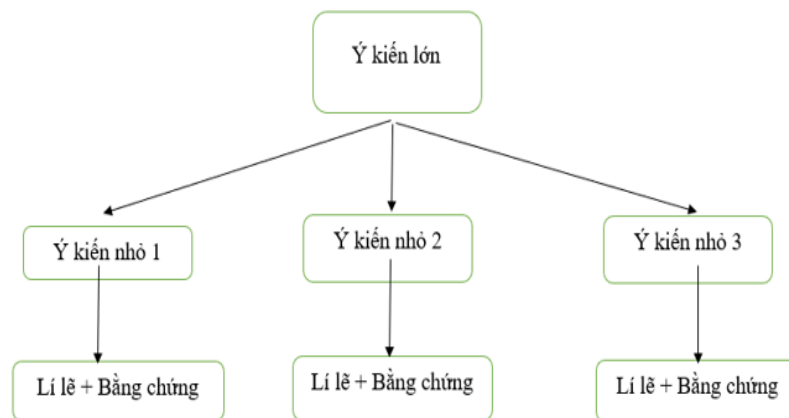 Ý kiến lớn
Ý kiến nhỏ 1
Ý kiến nhỏ 2
Ý kiến nhỏ 3
Lí lẽ + Bằng chứng
Lí lẽ + Bằng chứng
Lí lẽ + Bằng chứng